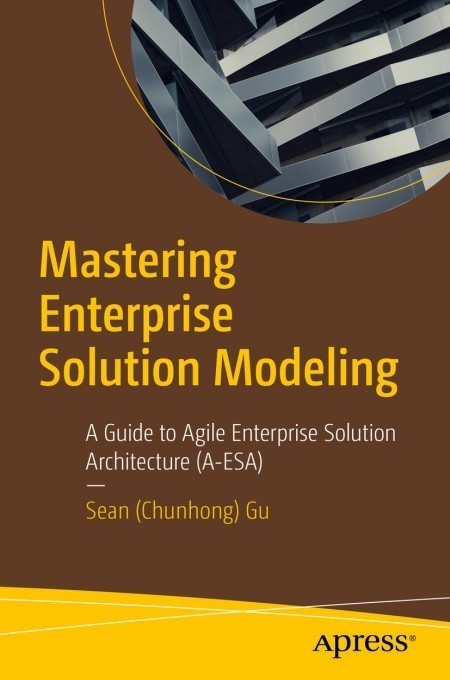 Mastering
Enterprise
Solution Modeling
A Guide to Agile Enterprise Solution
Architecture (A-ESA)
—
Sean (Chunhong) Gu
Apress®